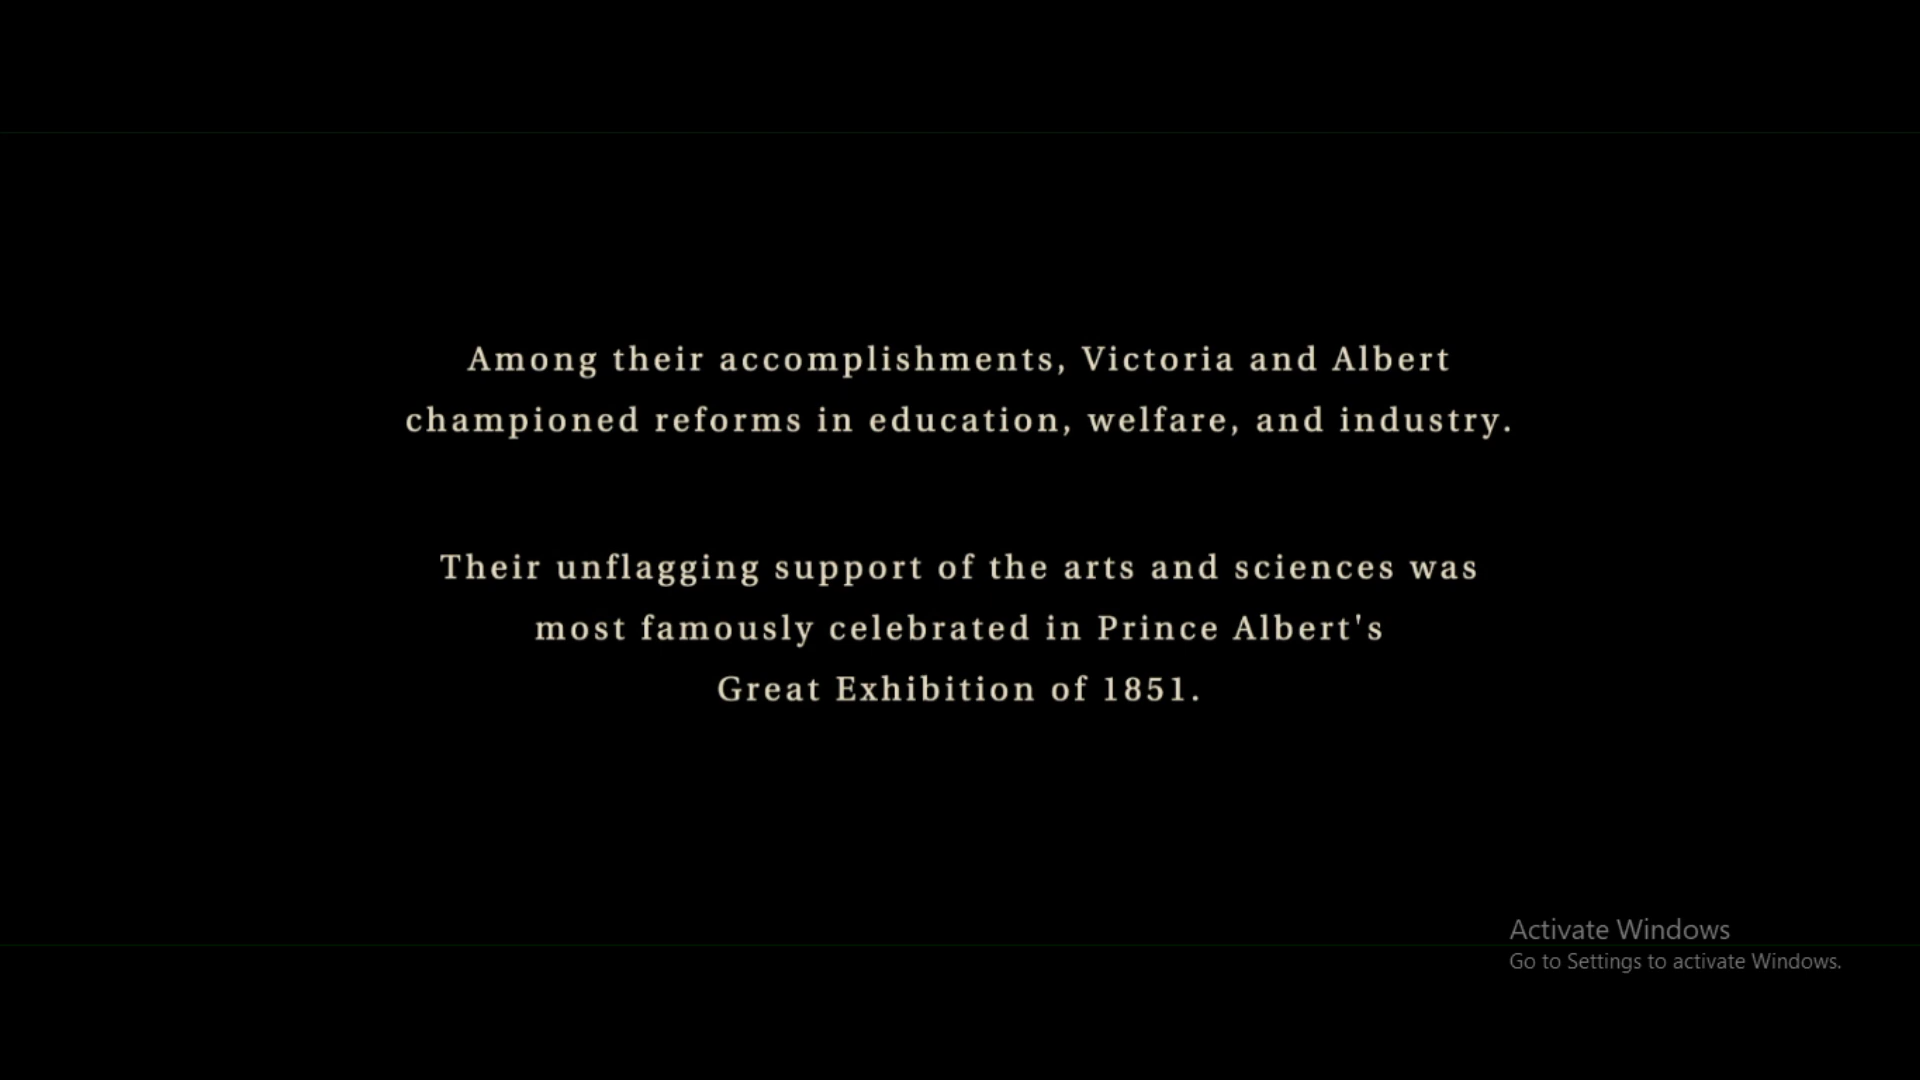 Among their accomplishments, Victoria and Albert
championed reforms in education, welfare, and industry.
Their unflagging support of the arts and sciences was
most famously celebrated in Prince Albert's
Great Exhibition of 1851.
Activate Windows
Go to Settings to activate Windows.